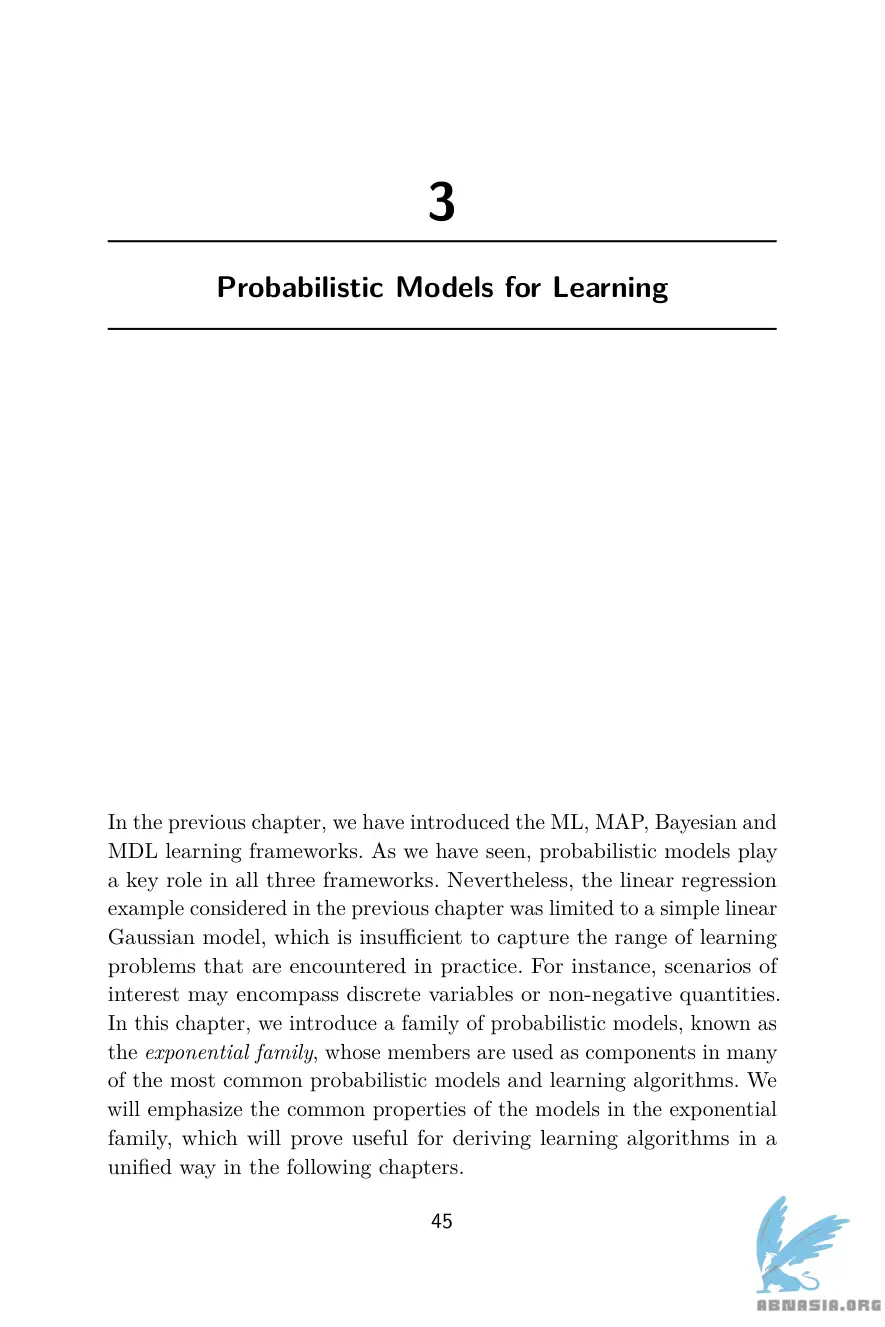 3
Probabilistic Models for Learning
In the previous chapter, we have introduced the ML, MAP, Bayesian and
MDL learning frameworks. As we have seen, probabilistic models play
a key role in all three frameworks. Nevertheless, the linear regression
example considered in the previous chapter was limited to a simple linear
Gaussian model, which is insufficient to capture the range of learning
problems that are encountered in practice. For instance, scenarios of
interest may encompass discrete variables or non-negative quantities.
In this chapter, we introduce a family of probabilistic models, known as
the exponential family, whose members are used as components in many
of the most common probabilistic models and learning algorithms. We
will emphasize the common properties of the models in the exponential
family, which will prove useful for deriving learning algorithms in a
unified way in the following chapters.
45
ABNASIA.ORG